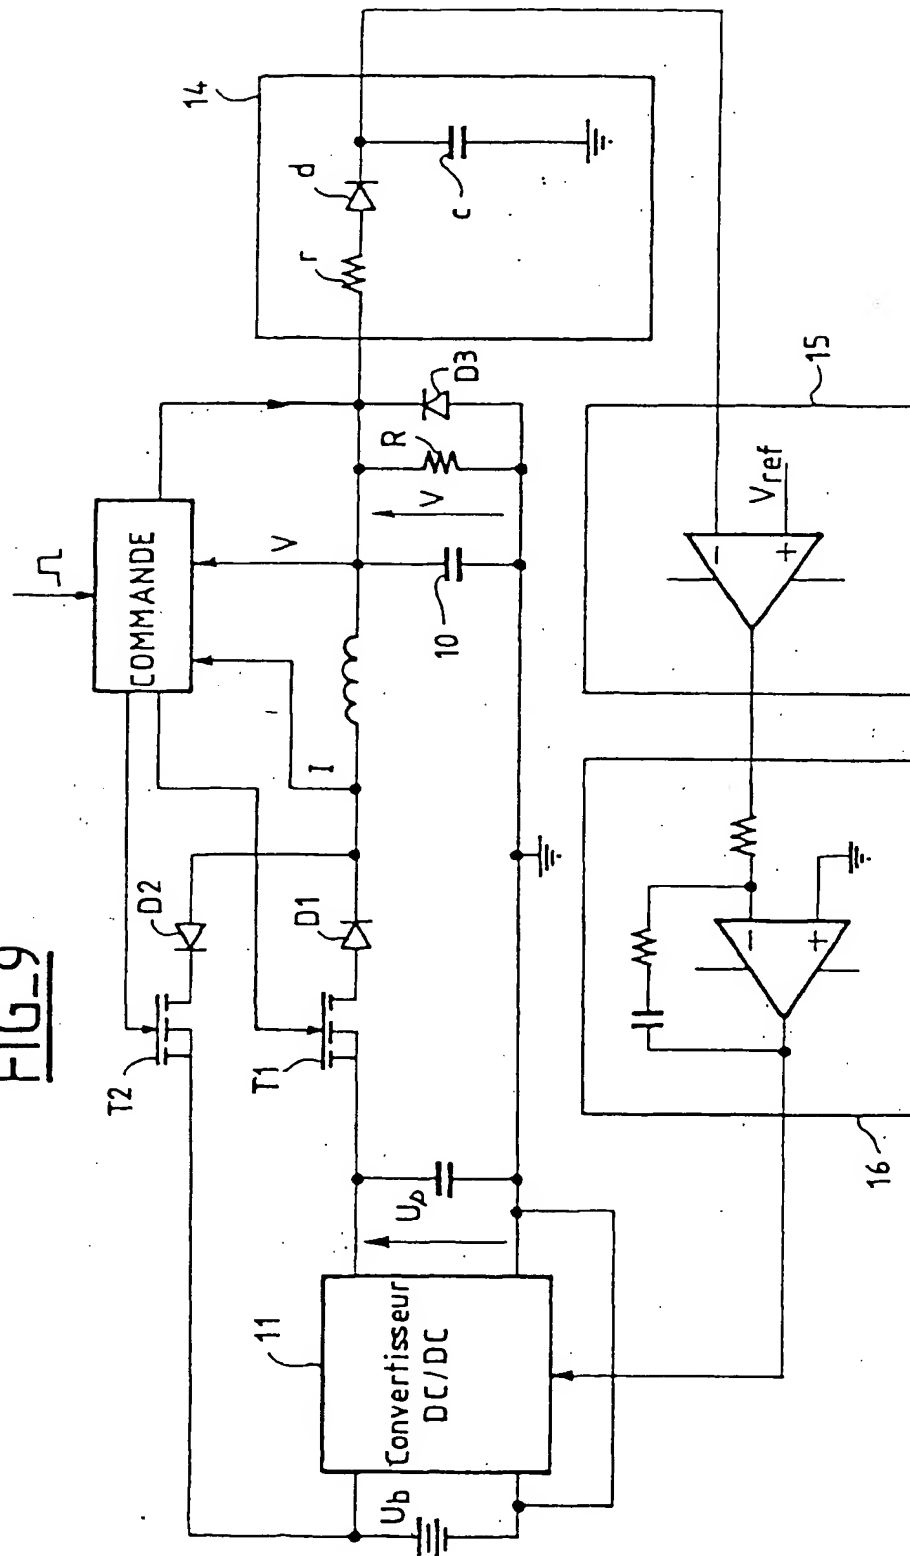 FIG_9
14
d
r
c
COMMANDE
V
I
D3
R
V
10
D2
D1
T2
T1
Up
11
Convertisseur
DC/DC
Ub
15
Vref
-
+
16
-
+